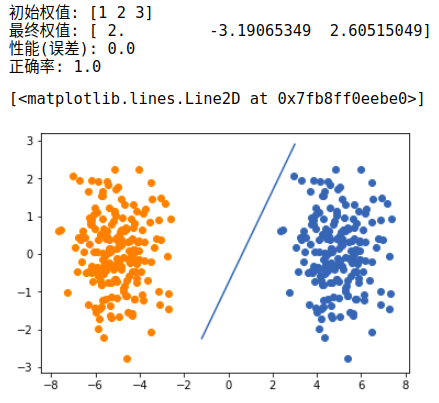 初始权值: [1 2 3]
最终权值: [ 2.         -3.19065349  2.60515049]
性能(误差): 0.0
正确率: 1.0
[<matplotlib.lines.Line2D at 0x7fb8ff0eebe0>]
3
2
1
0
−1
−2
−3
−8 −6 −4 −2 0 2 4 6 8